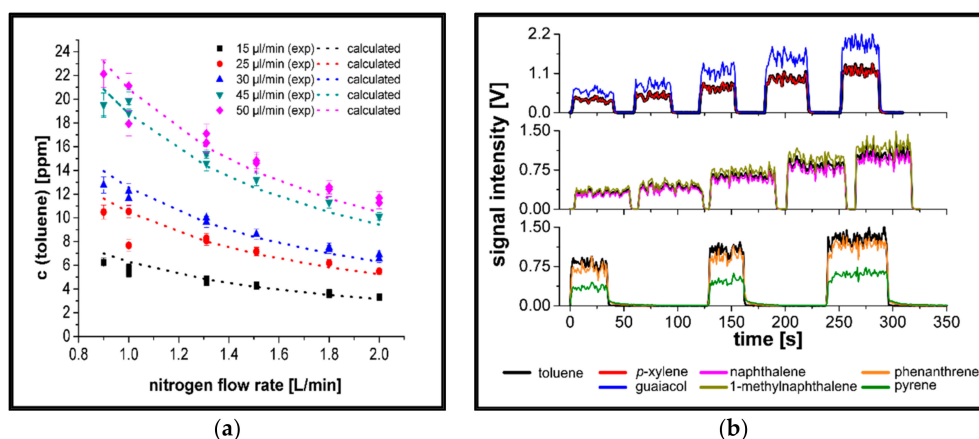 24
22
20
18
16
14
12
10
8
6
4
2
0
c (toluene) [ppm]
15 µl/min (exp) calculated
25 µl/min (exp) calculated
30 µl/min (exp) calculated
45 µl/min (exp) calculated
50 µl/min (exp) calculated
[sd] 1.0 1.2 1.4 1.6 1.8 2.0
nitrogen flow rate [L/min]
(a)
signal intensity [V]
2.2
1.1
0.0
1.50
0.75
0.00
1.50
0.75
0.00
0 50 100 150 200 250 300 350
time [s]
toluene p-xylene naphthalene phenanthrene
guaiacol 1-methylnaphthalene pyrene
(b)